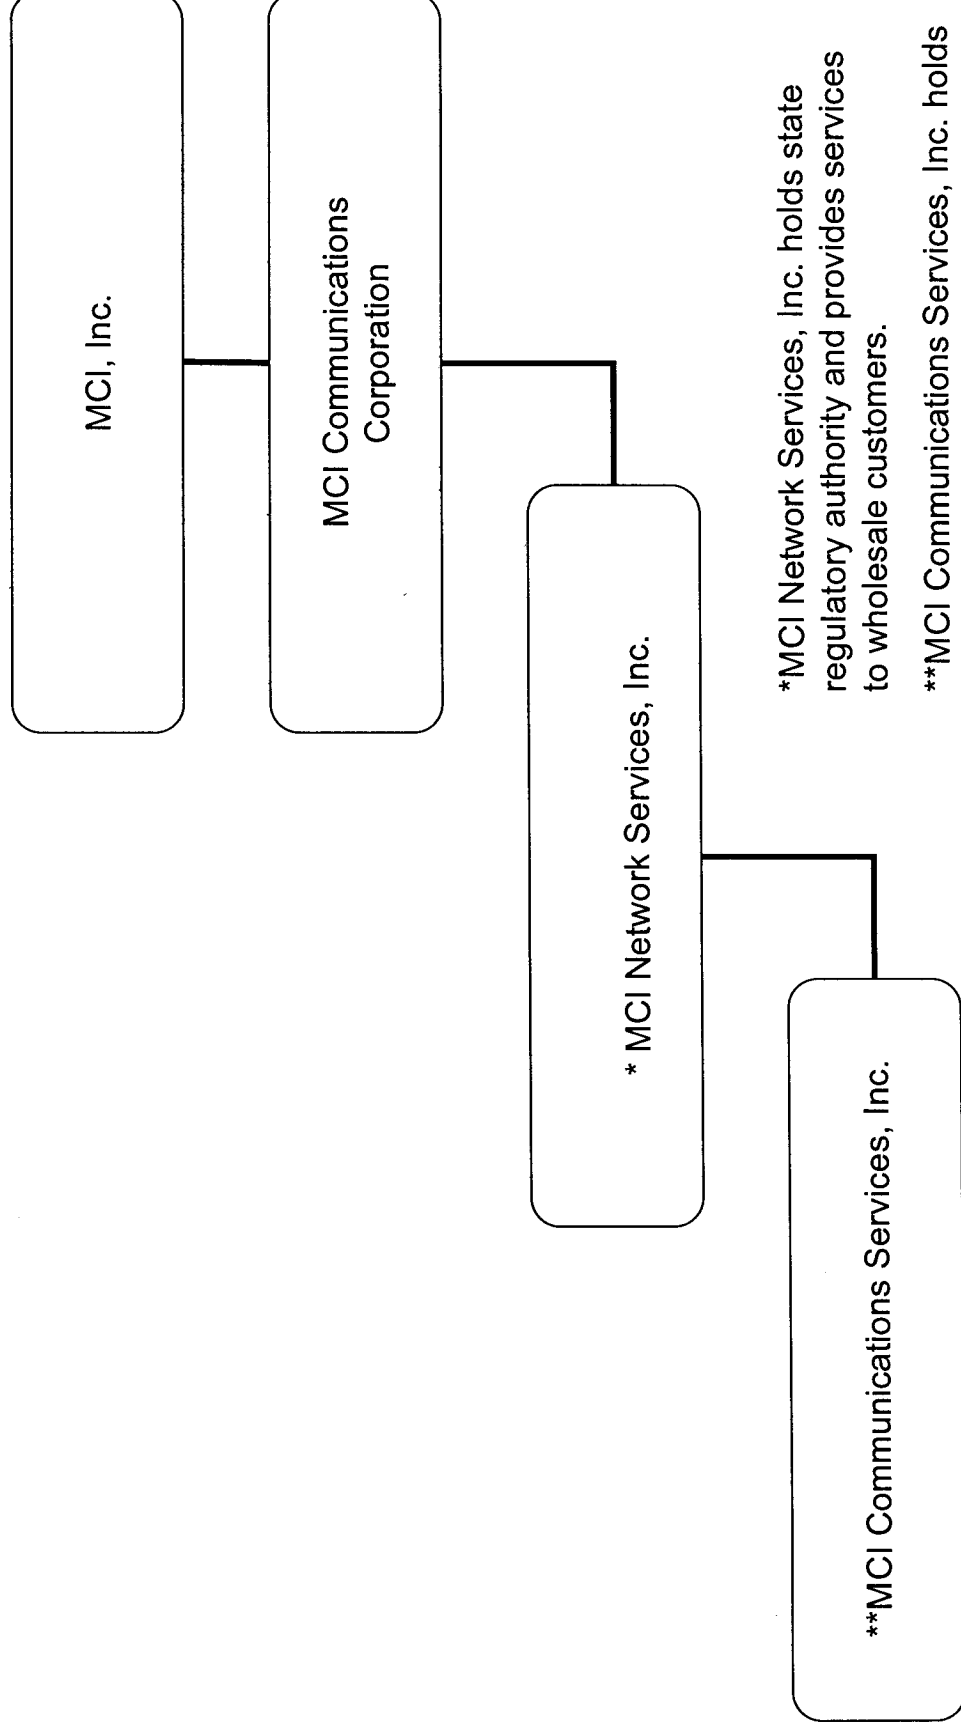 MCI, Inc.
MCI Communications
Corporation
* MCI Network Services, Inc.
**MCI Communications Services, Inc.
*MCI Network Services, Inc. holds state
regulatory authority and provides services
to wholesale customers.
**MCI Communications Services, Inc. holds